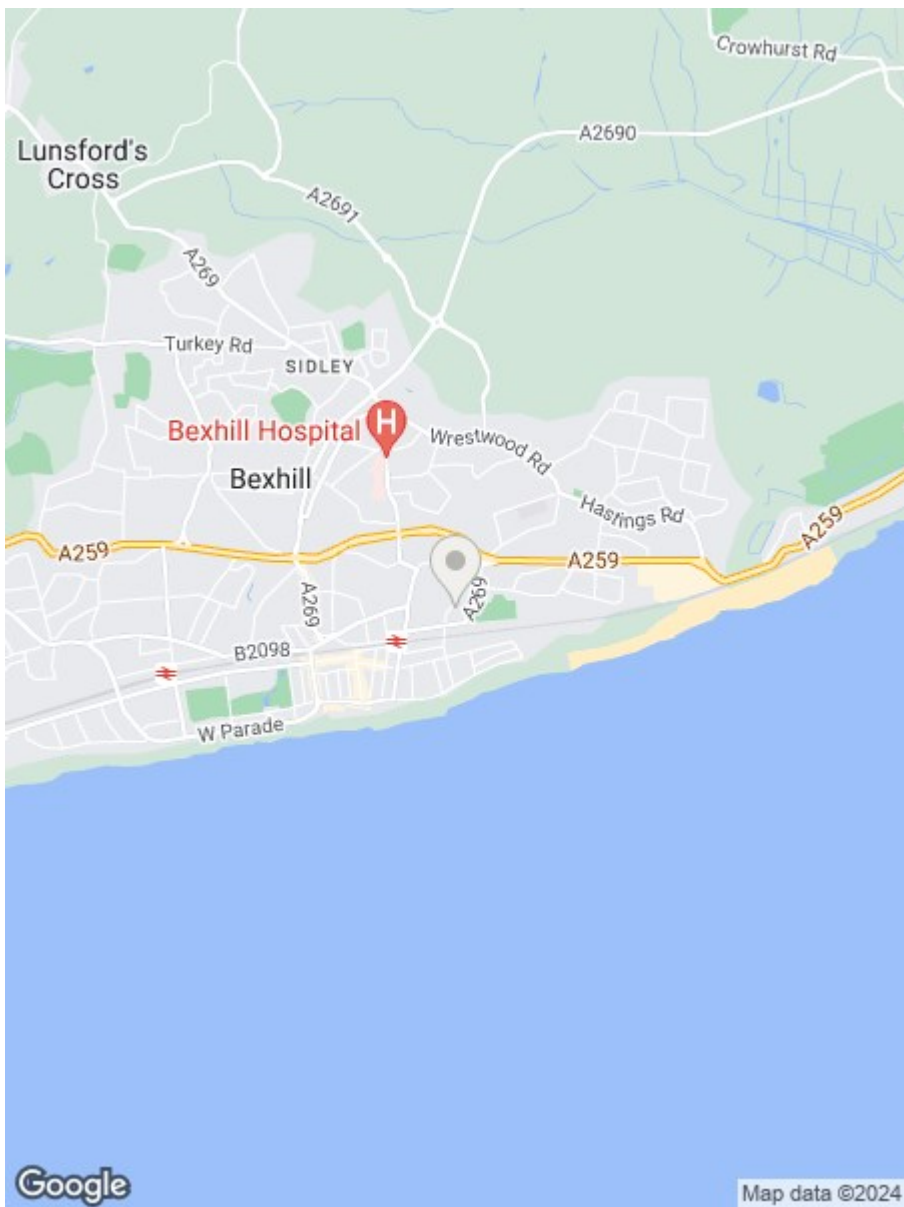 Crowhurst Rd
A2690
Lunsford's
Cross
A2691
A269
Turkey Rd
SIDLEY
H
Bexhill Hospital
Wrestwood Rd
Bexhill
Hastings Rd
A259
A259
A259
A269
A269
B2098
W Parade
Google
Map data ©2024